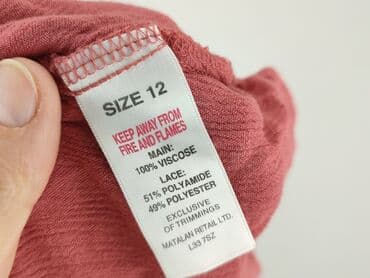 SIZE 12
KEEP AWAY FROM
FIRE AND FLAMES
MAIN:
100% VISCOSE
LACE:
51% POLYAMIDE
49% POLYESTER
EXCLUSIVE
OF TRIMMINGS
MATALAN RETAIL LTD.
L33 7SZ